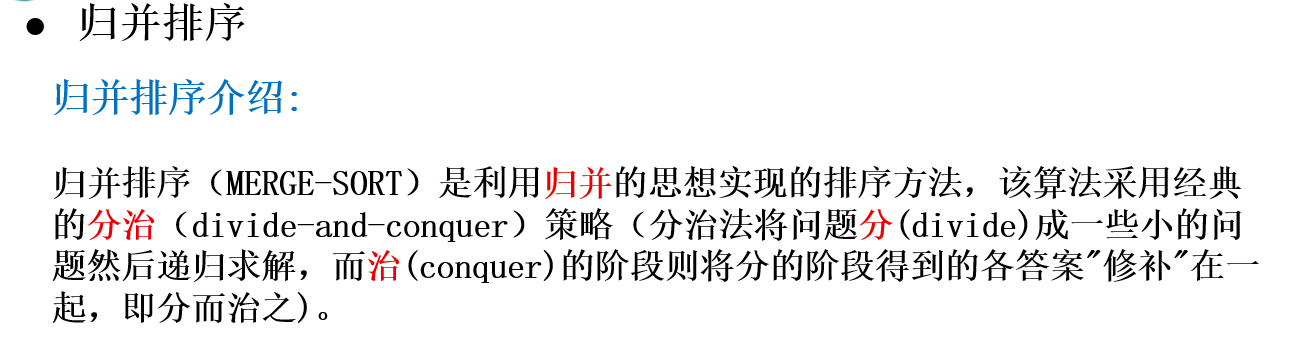 • 归并排序
归并排序介绍:
归并排序（MERGE-SORT）是利用归并的思想实现的排序方法，该算法采用经典
的分治（divide-and-conquer）策略（分治法将问题分(divide)成一些小的问
题然后递归求解，而治(conquer)的阶段则将分的阶段得到的各答案"修补"在一
起，即分而治之)。